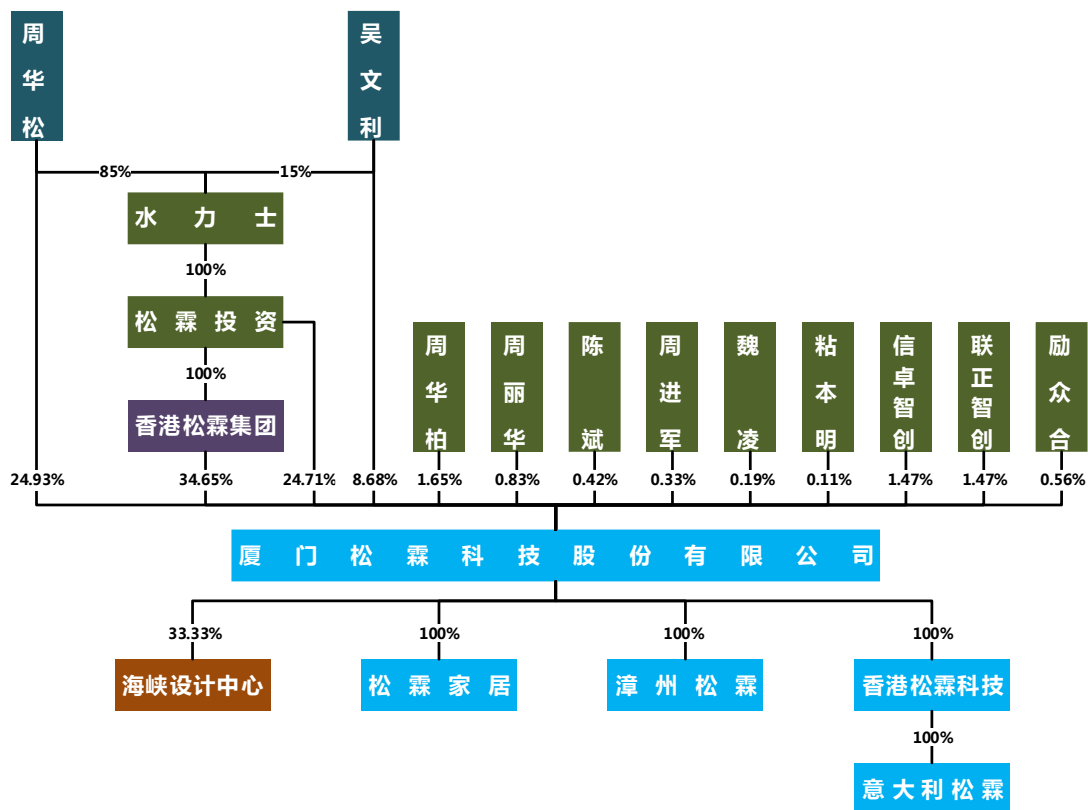 周华松
吴文利
85%
15%
水力士
100%
松霖投资
100%
香港松霖集团
周华柏
周丽华
陈斌
周进军
魏凌
粘本明
信卓智创
联正智创
励众合
24.93%
34.65%
24.71%
8.68%
1.65%
0.83%
0.42%
0.33%
0.19%
0.11%
1.47%
1.47%
0.56%
厦门松霖科技股份有限公司
33.33%
100%
100%
100%
海峡设计中心
松霖家居
漳州松霖
香港松霖科技
100%
意大利松霖